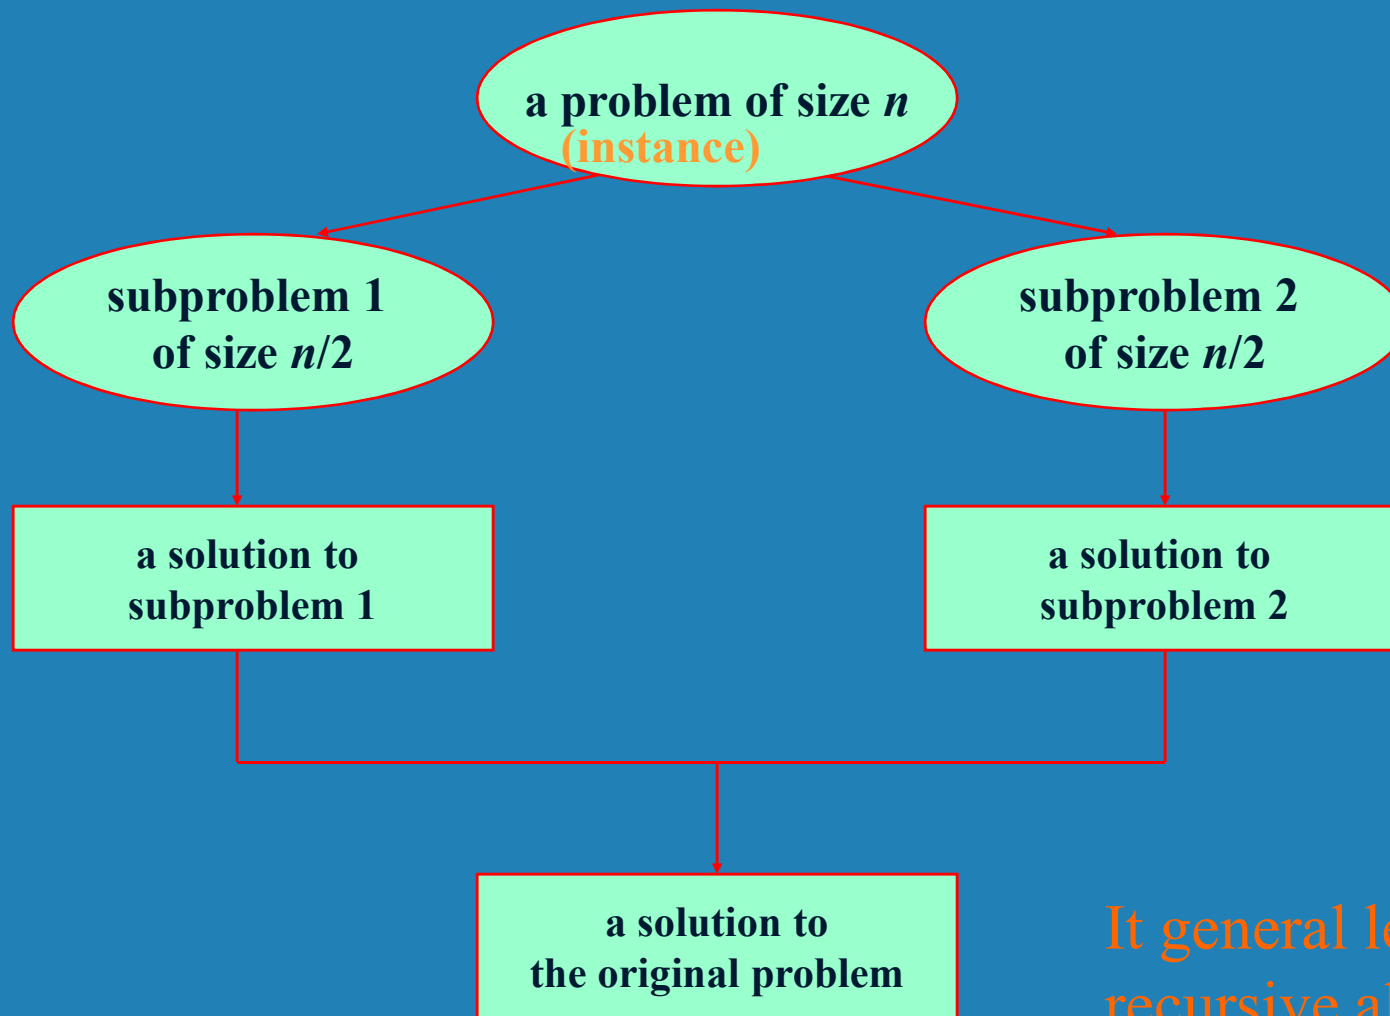 a problem of size n
(instance)
subproblem 1
of size n/2
subproblem 2
of size n/2
a solution to
subproblem 1
a solution to
subproblem 2
a solution to
the original problem
It general
recursive